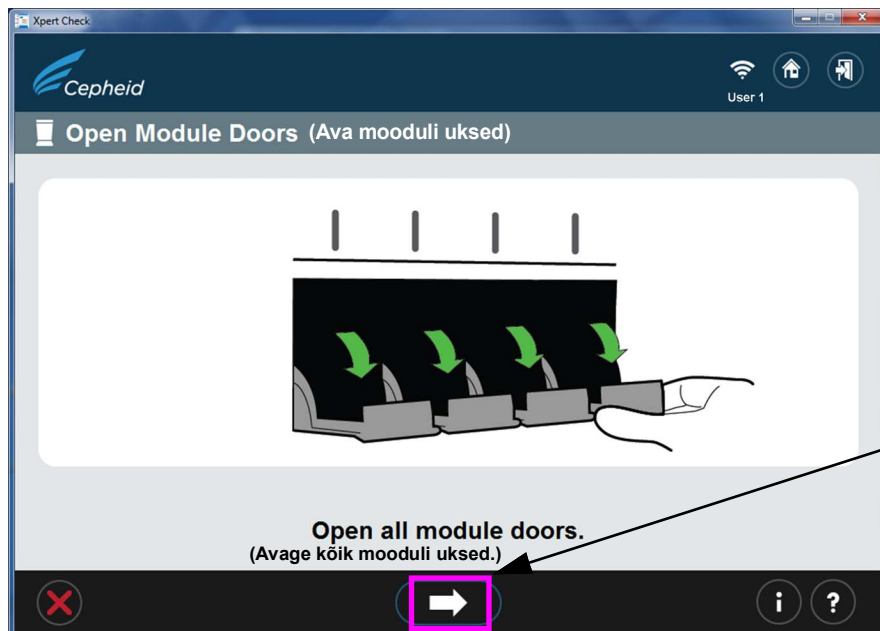 Xpert Check
Cepheid
User 1
Open Module Doors (Ava mooduli uksed)
Open all module doors.
(Avage kõik mooduli uksed.)
i ?